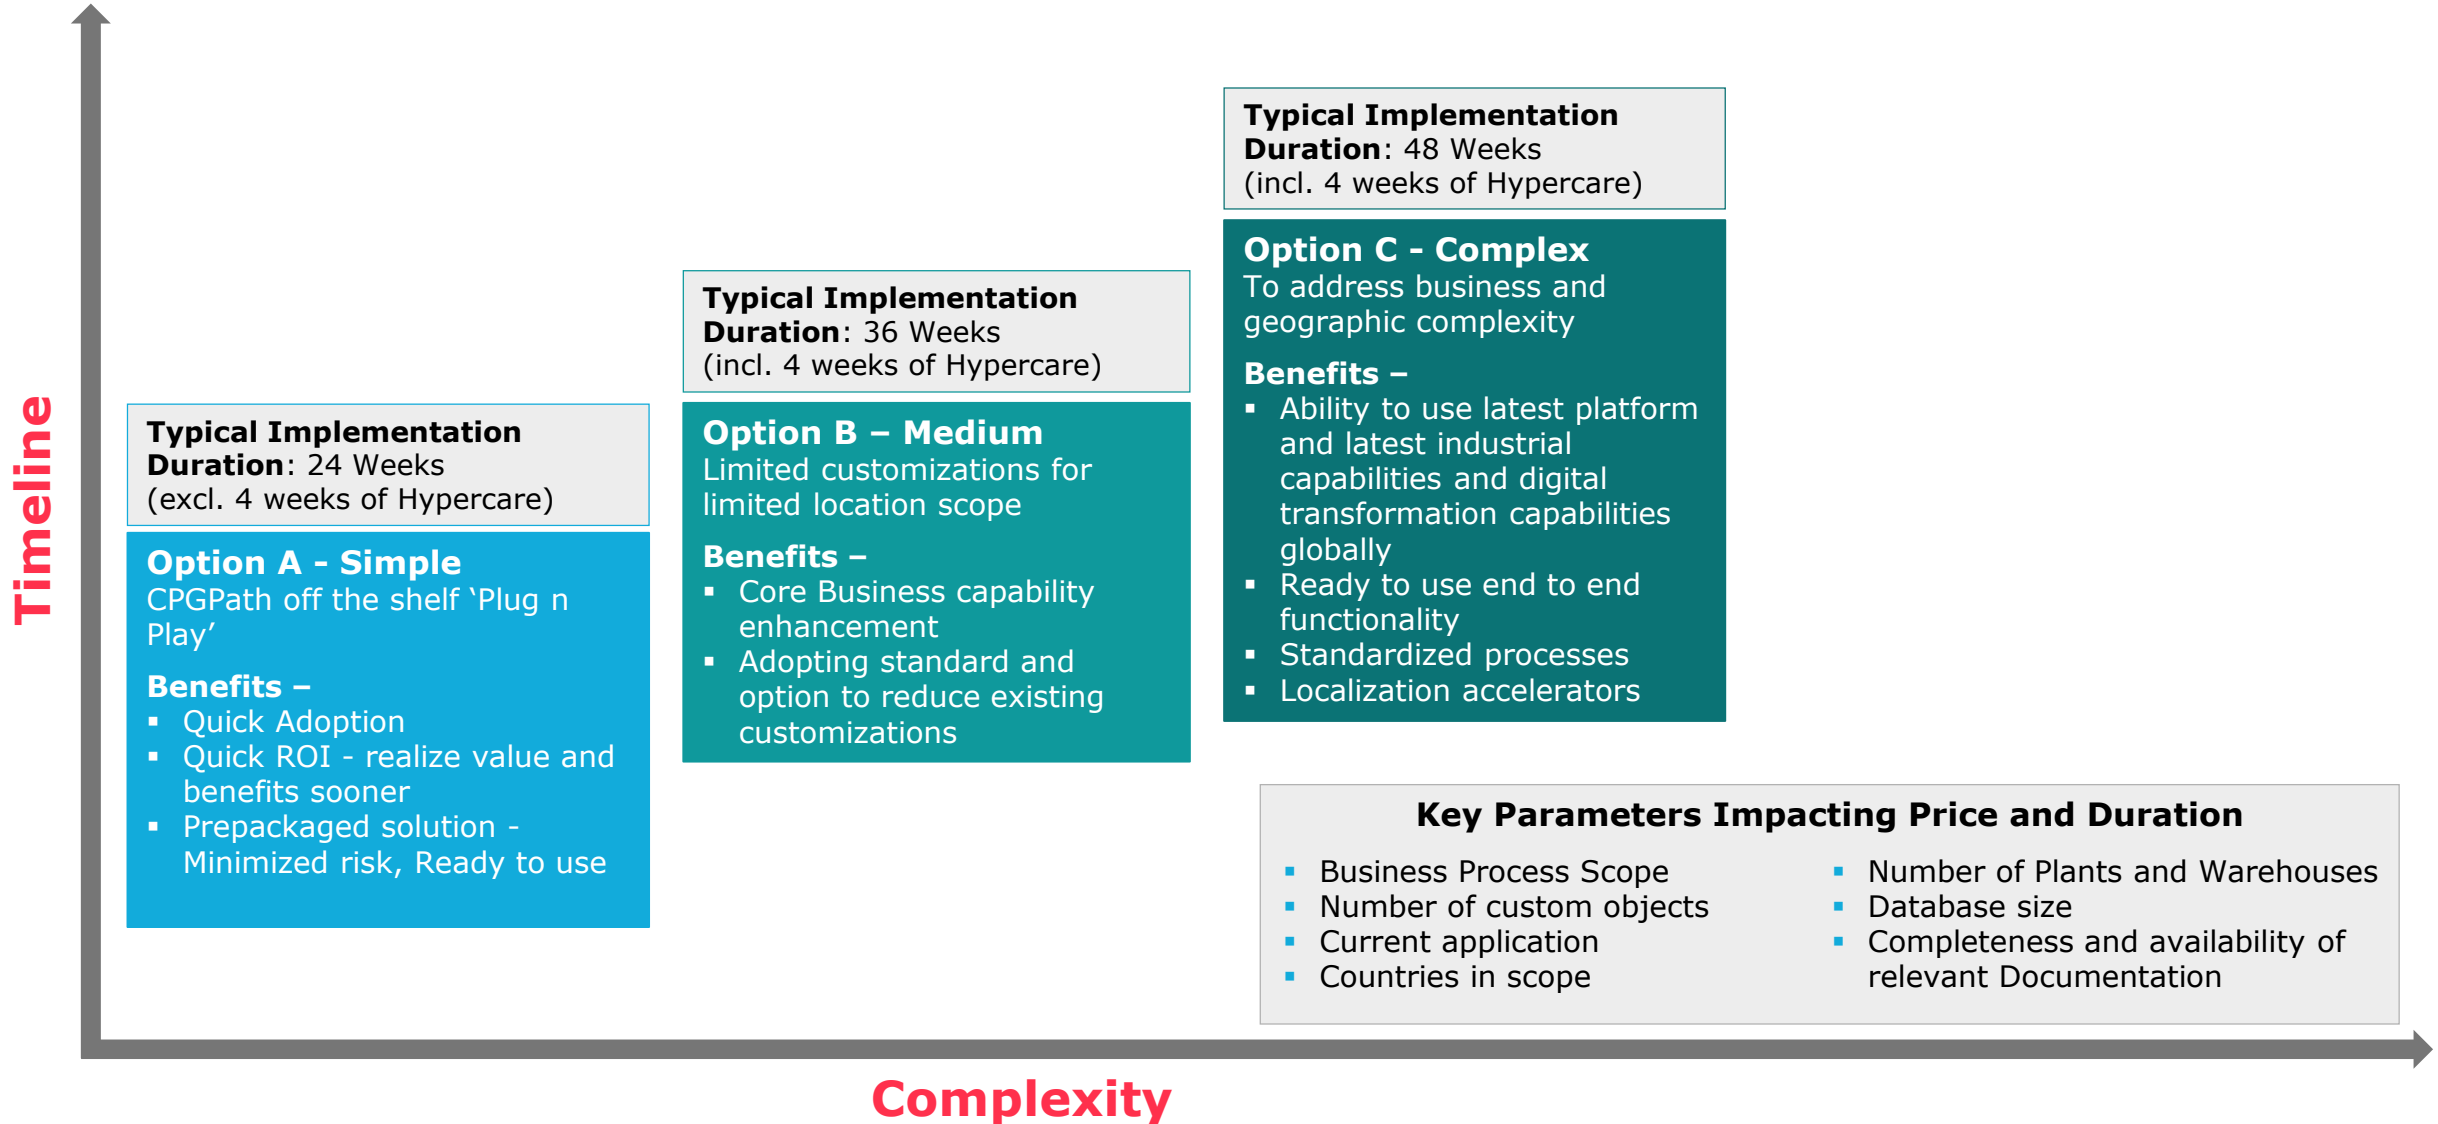 Timeline
Typical Implementation
Duration: 24 Weeks
(excl. 4 weeks of Hypercare)
Option A - Simple
CPGPath off the shelf ‘Plug n
Play’
Benefits –
▪ Quick Adoption
▪ Quick ROI - realize value and
benefits sooner
▪ Prepackaged solution -
Minimized risk, Ready to use
Typical Implementation
Duration: 36 Weeks
(incl. 4 weeks of Hypercare)
Option B – Medium
Limited customizations for
limited location scope
Benefits –
▪ Core Business capability
enhancement
▪ Adopting standard and
option to reduce existing
customizations
Typical Implementation
Duration: 48 Weeks
(incl. 4 weeks of Hypercare)
Option C - Complex
To address business and
geographic complexity
Benefits –
▪ Ability to use latest platform
and latest industrial
capabilities and digital
transformation capabilities
globally
▪ Ready to use end to end
functionality
▪ Standardized processes
▪ Localization accelerators
Key Parameters Impacting Price and Duration
▪ Business Process Scope
▪ Number of custom objects
▪ Current application
▪ Countries in scope
▪ Number of Plants and Warehouses
▪ Database size
▪ Completeness and availability of
relevant Documentation
Complexity